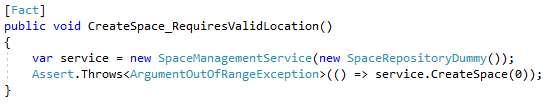 [Fact]
public void CreateSpace_RequiresValidLocation()
{
    var service = new SpaceManagementService(new SpaceRepositoryDummy());
    Assert.Throws<ArgumentOutOfRangeException>(() => service.CreateSpace(0));
}